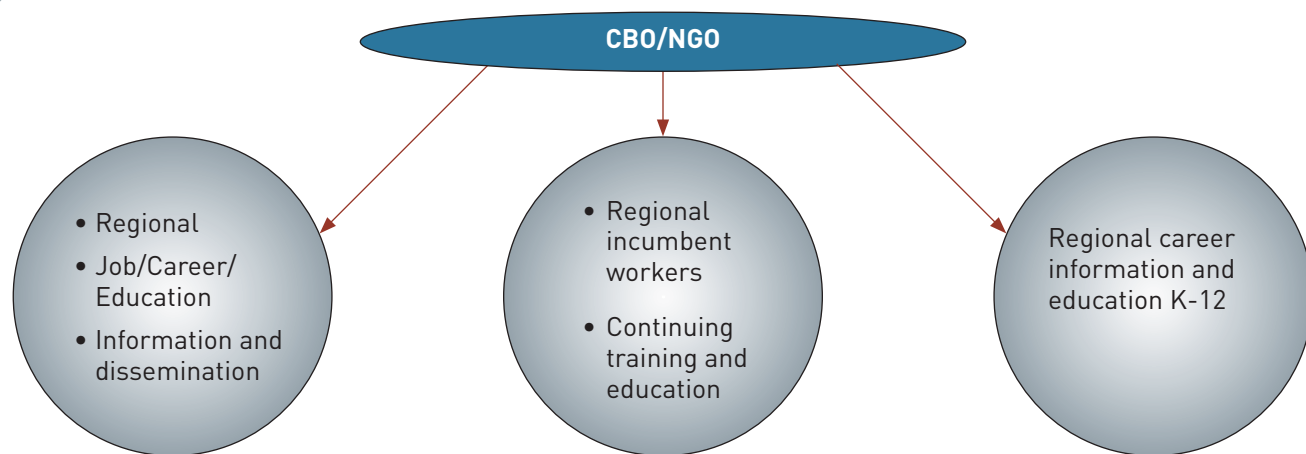 CBO/NGO
• Regional
• Job/Career/
Education
• Information and
dissemination
• Regional
incumbent
workers
• Continuing
training and
education
Regional career
information and
education K-12